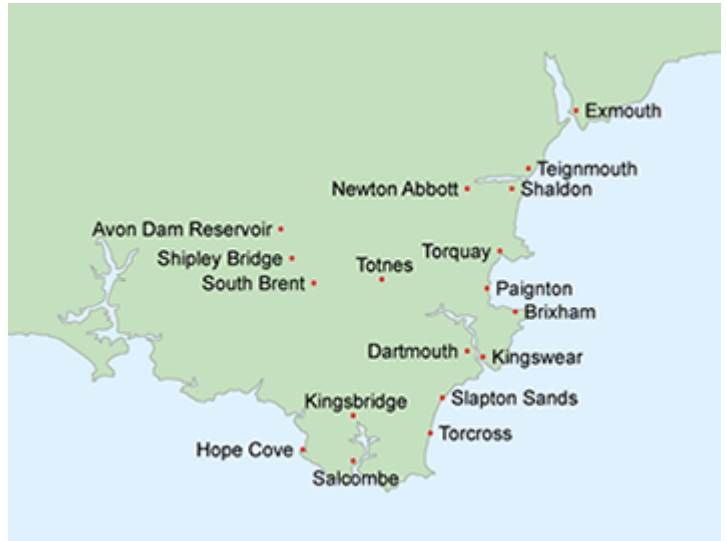 Exmouth
Teignmouth
Newton Abbott
Shaldon
Avon Dam Reservoir
Torquay
Shipley Bridge
Totnes
South Brent
Paignton
Brixham
Dartmouth
Kingswear
Slapton Sands
Kingsbridge
Torcross
Hope Cove
Salcombe